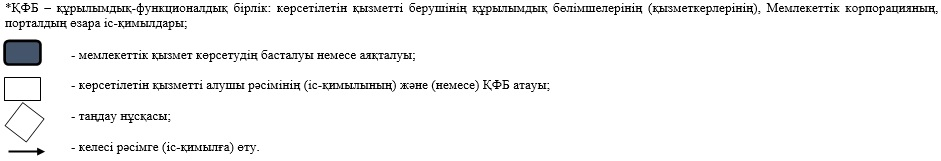 *ҚФБ – құрылымдық-функционалдық бірлік: көрсетілетін қызметті берушінің құрылымдық бөлімшелерінің (қызметкерлерінің), Мемлекеттік корпорацияның,
порталдың өзара іс-қимылдары;
- мемлекеттік қызмет көрсетудің басталуы немесе аяқталуы;
- көрсетілетін қызметті алушы рәсімінің (іс-қимылының) және (немесе) ҚФБ атауы;
- таңдау нұсқасы;
- келесі рәсімге (іс-қимылға) өту.